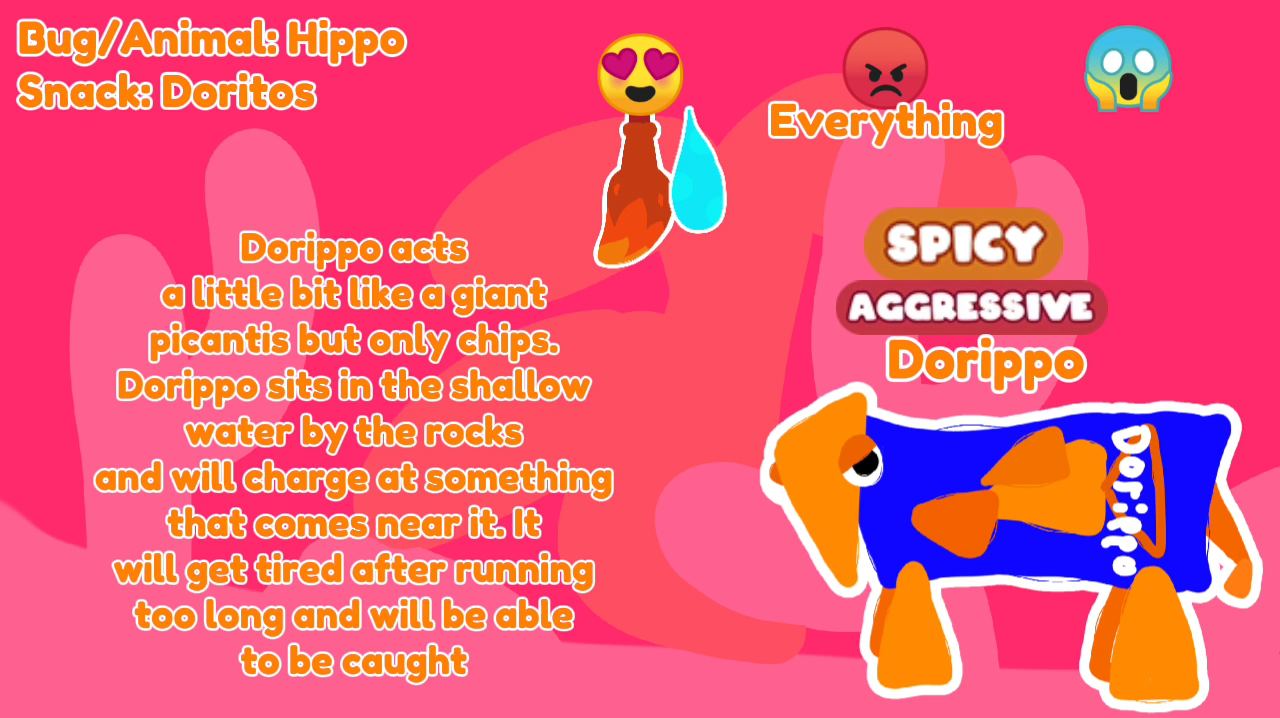 Bug/Animal: Hippo
Snack: Doritos
Everything
Dorippo acts
a little bit like a giant
picantis but only chips.
Dorippo sits in the shallow
water by the rocks
and will charge at something
that comes near it. It
will get tired after running
too long and will be able
to be caught
SPICY
AGGRESSIVE
Dorippo
Dorippo